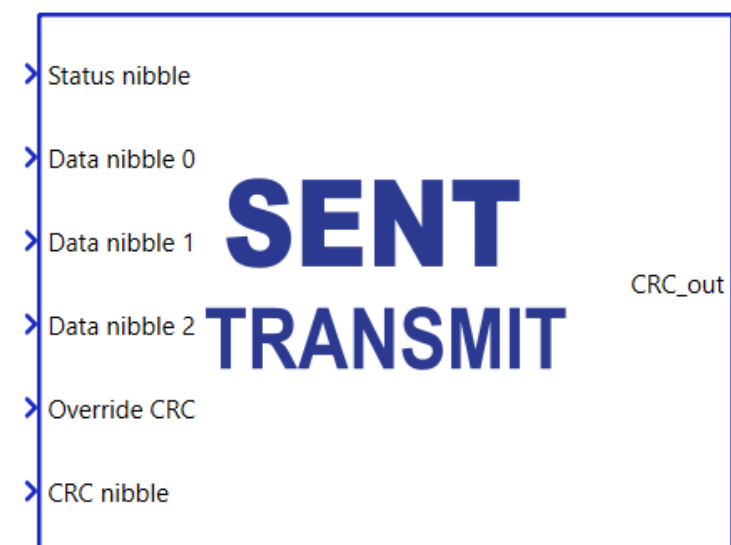 Status nibble
Data nibble 0
Data nibble 1
Data nibble 2
Override CRC
CRC nibble
SENT
TRANSMIT
CRC_out